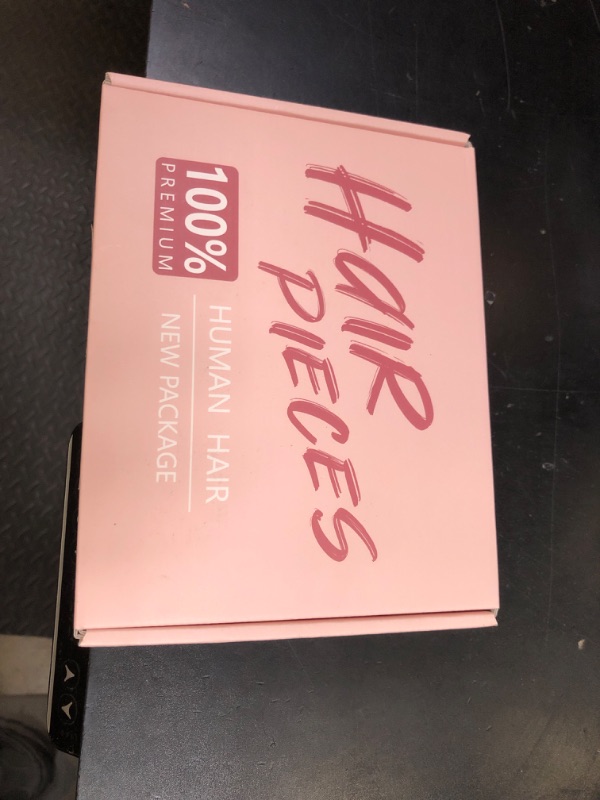 HaIR
PIECES
100%
PREMIUM
HUMAN HAIR
NEW PACKAGE